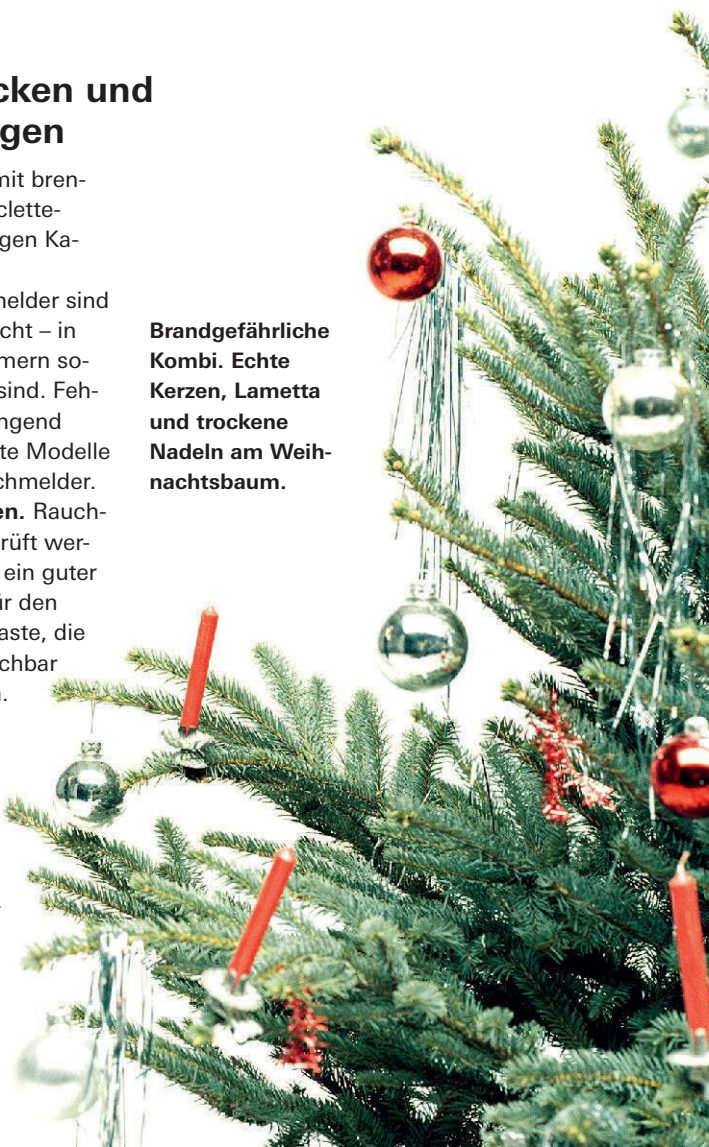 cken und
gen
mit bren-
clette-
gen Ka-
nelder sind
cht – in
mern so-
sind. Feh-
ngend
te Modelle
chmelder.
en. Rauch-
rüft wer-
ein guter
ür den
aste, die
chbar
.
Brandgefährliche
Kombi. Echte
Kerzen, Lametta
und trockene
Nadeln am Weih-
nachtsbaum.